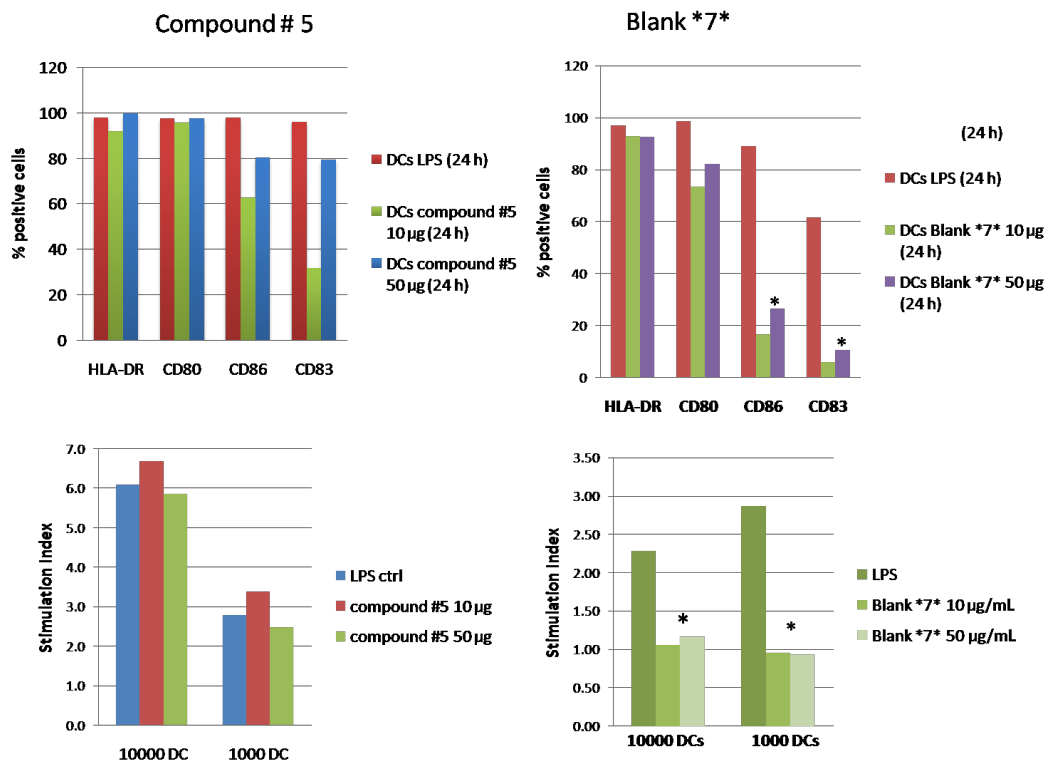 Compound # 5
120
100
80
60
40
20
0
% positive cells
HLA-DR CD80 CD86 CD83
DCs LPS (24 h)
DCs compound #5
10 µg (24 h)
DCs compound #5
50 µg (24 h)
Blank *7*
120
100
80
60
40
20
0
% positive cells
* *
HLA-DR CD80 CD86 CD83
(24 h)
DCs LPS (24 h)
DCs Blank *7* 10 µg
(24 h)
DCs Blank *7* 50 µg
(24 h)
7.0
6.0
5.0
4.0
3.0
2.0
1.0
0.0
Stimulation Index
10000 DC 1000 DC
LPS ctrl
compound #5 10 µg
compound #5 50 µg
3.50
3.00
2.50
2.00
1.50
1.00
0.50
0.00
Stimulation Index
* *
10000 DCs 1000 DCs
LPS
Blank *7* 10 µg/mL
Blank *7* 50 µg/mL